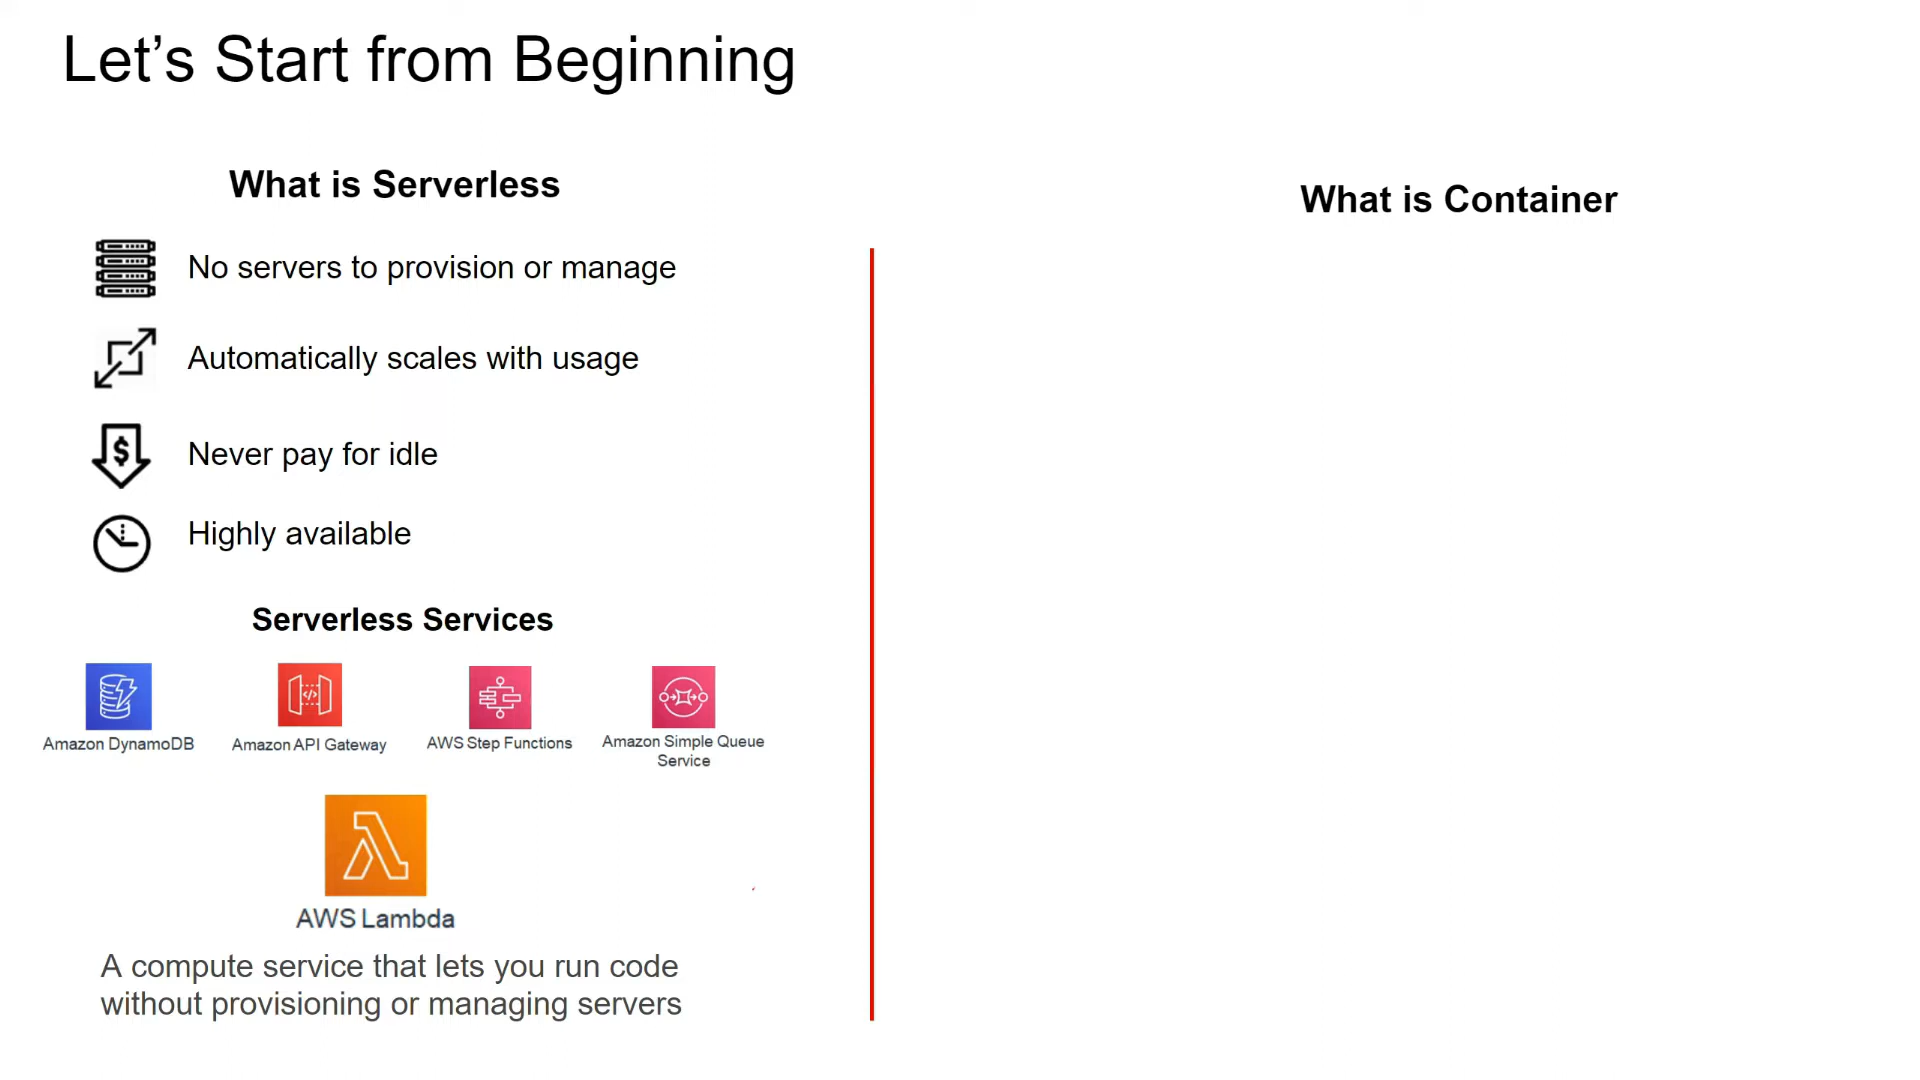 Let’s Start from Beginning
What is Serverless
No servers to provision or manage
Automatically scales with usage
Never pay for idle
Highly available
Serverless Services
Amazon DynamoDB
Amazon API Gateway
AWS Step Functions
Amazon Simple Queue
Service
AWS Lambda
A compute service that lets you run code
without provisioning or managing servers
What is Container